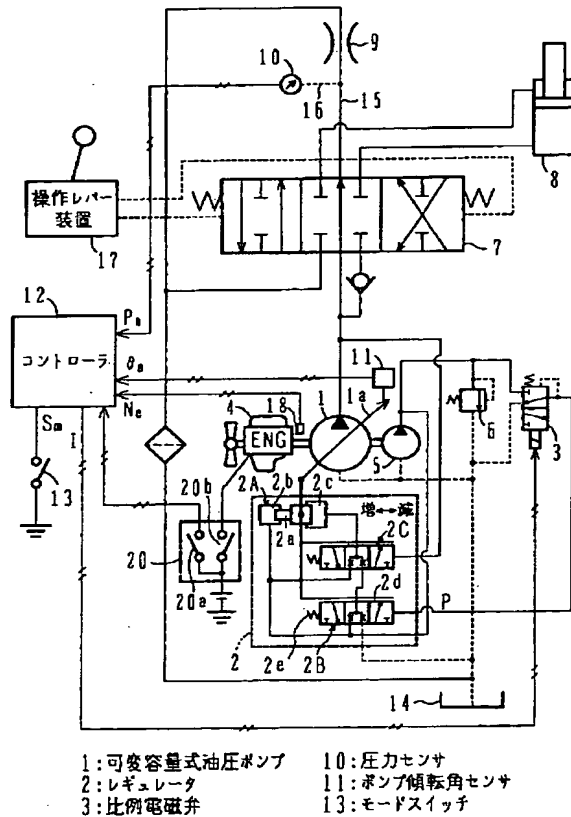 9
10
16
15
8
操作レバー
装置
17
7
12
コントローラ
Pn
θa
Ne
Sm
I
13
11
1a
18
4
1
ENG
5
6
3
20b
20
20a
2A
2b
2c
2a
増↔減
2C
2d
P
2
2e
2B
14
1:可変容量式油圧ポンプ
2:レギュレータ
3:比例電磁弁
10:圧力センサ
11:ポンプ傾転角センサ
13:モードスイッチ